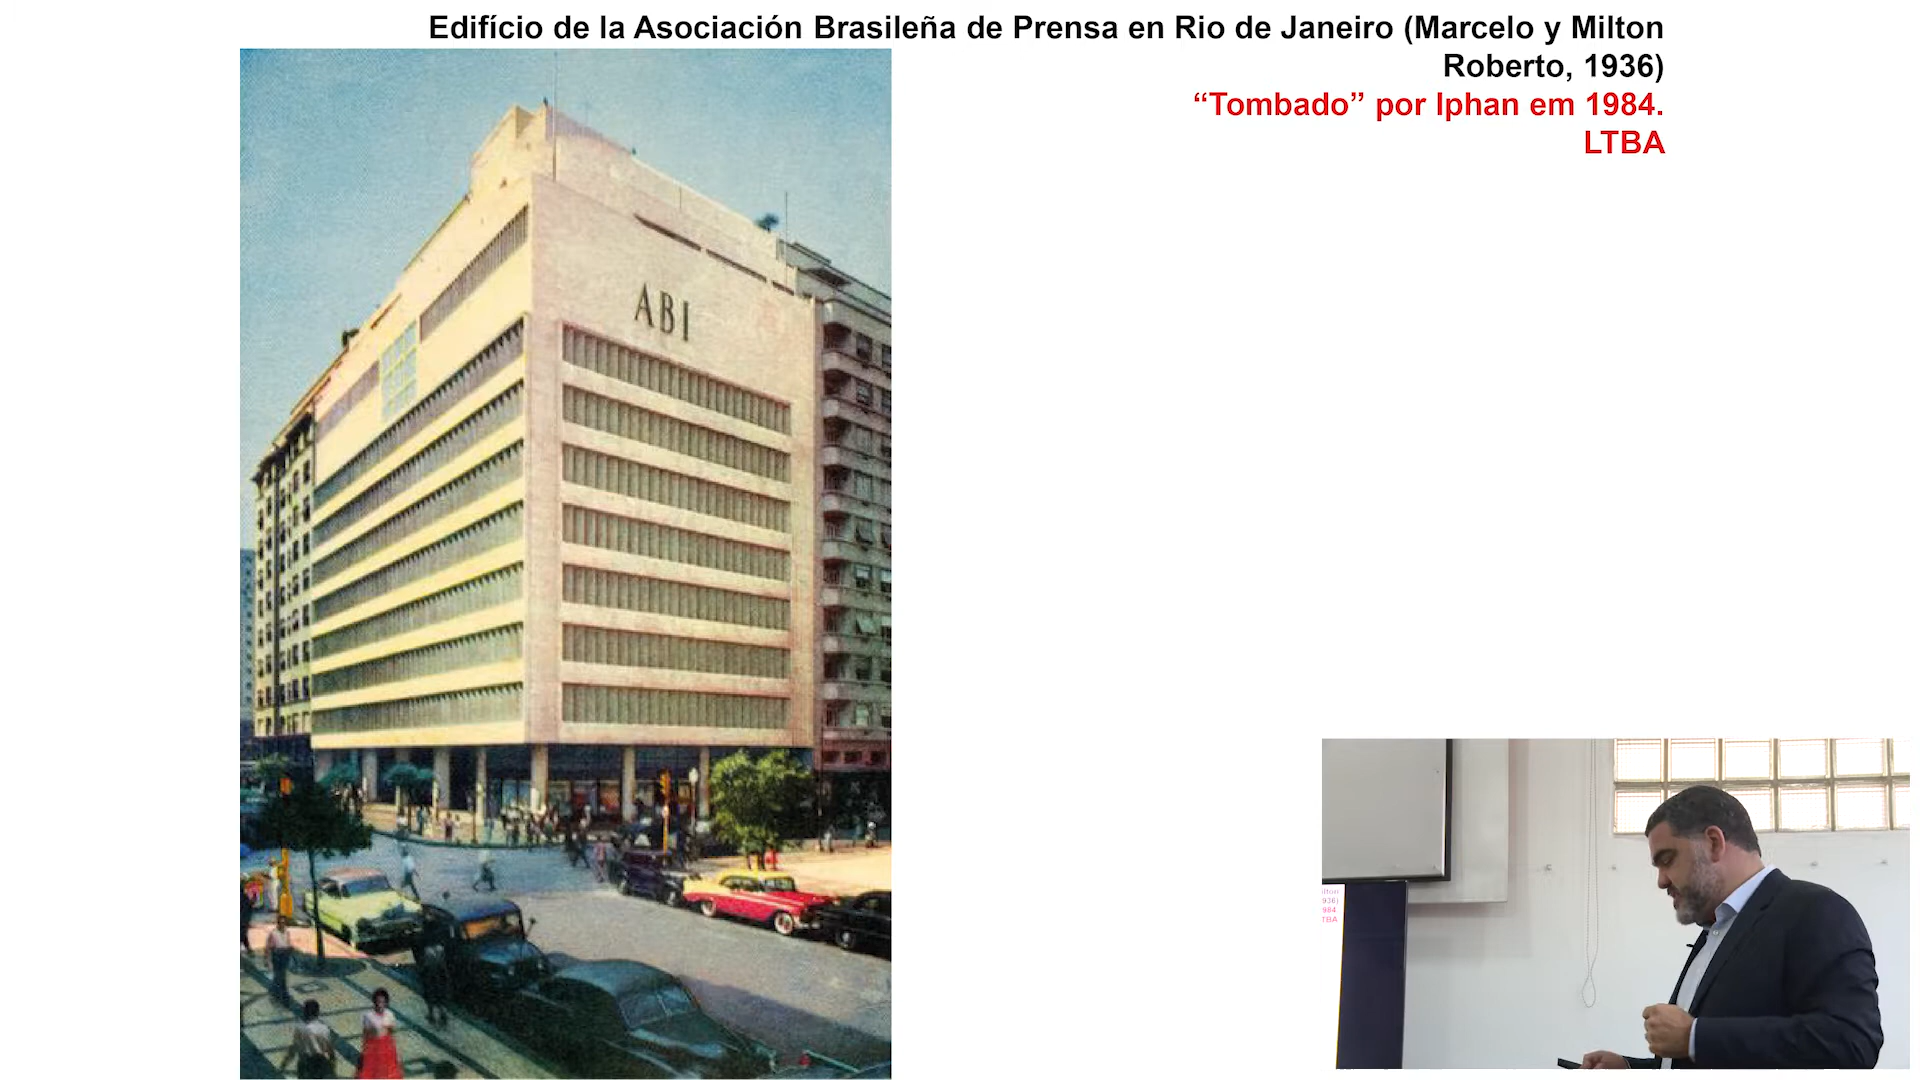 Edifício de la Asociación Brasileña de Prensa en Rio de Janeiro (Marcelo y Milton
Roberto, 1936)
“Tombado” por Iphan em 1984.
LTBA
ABI